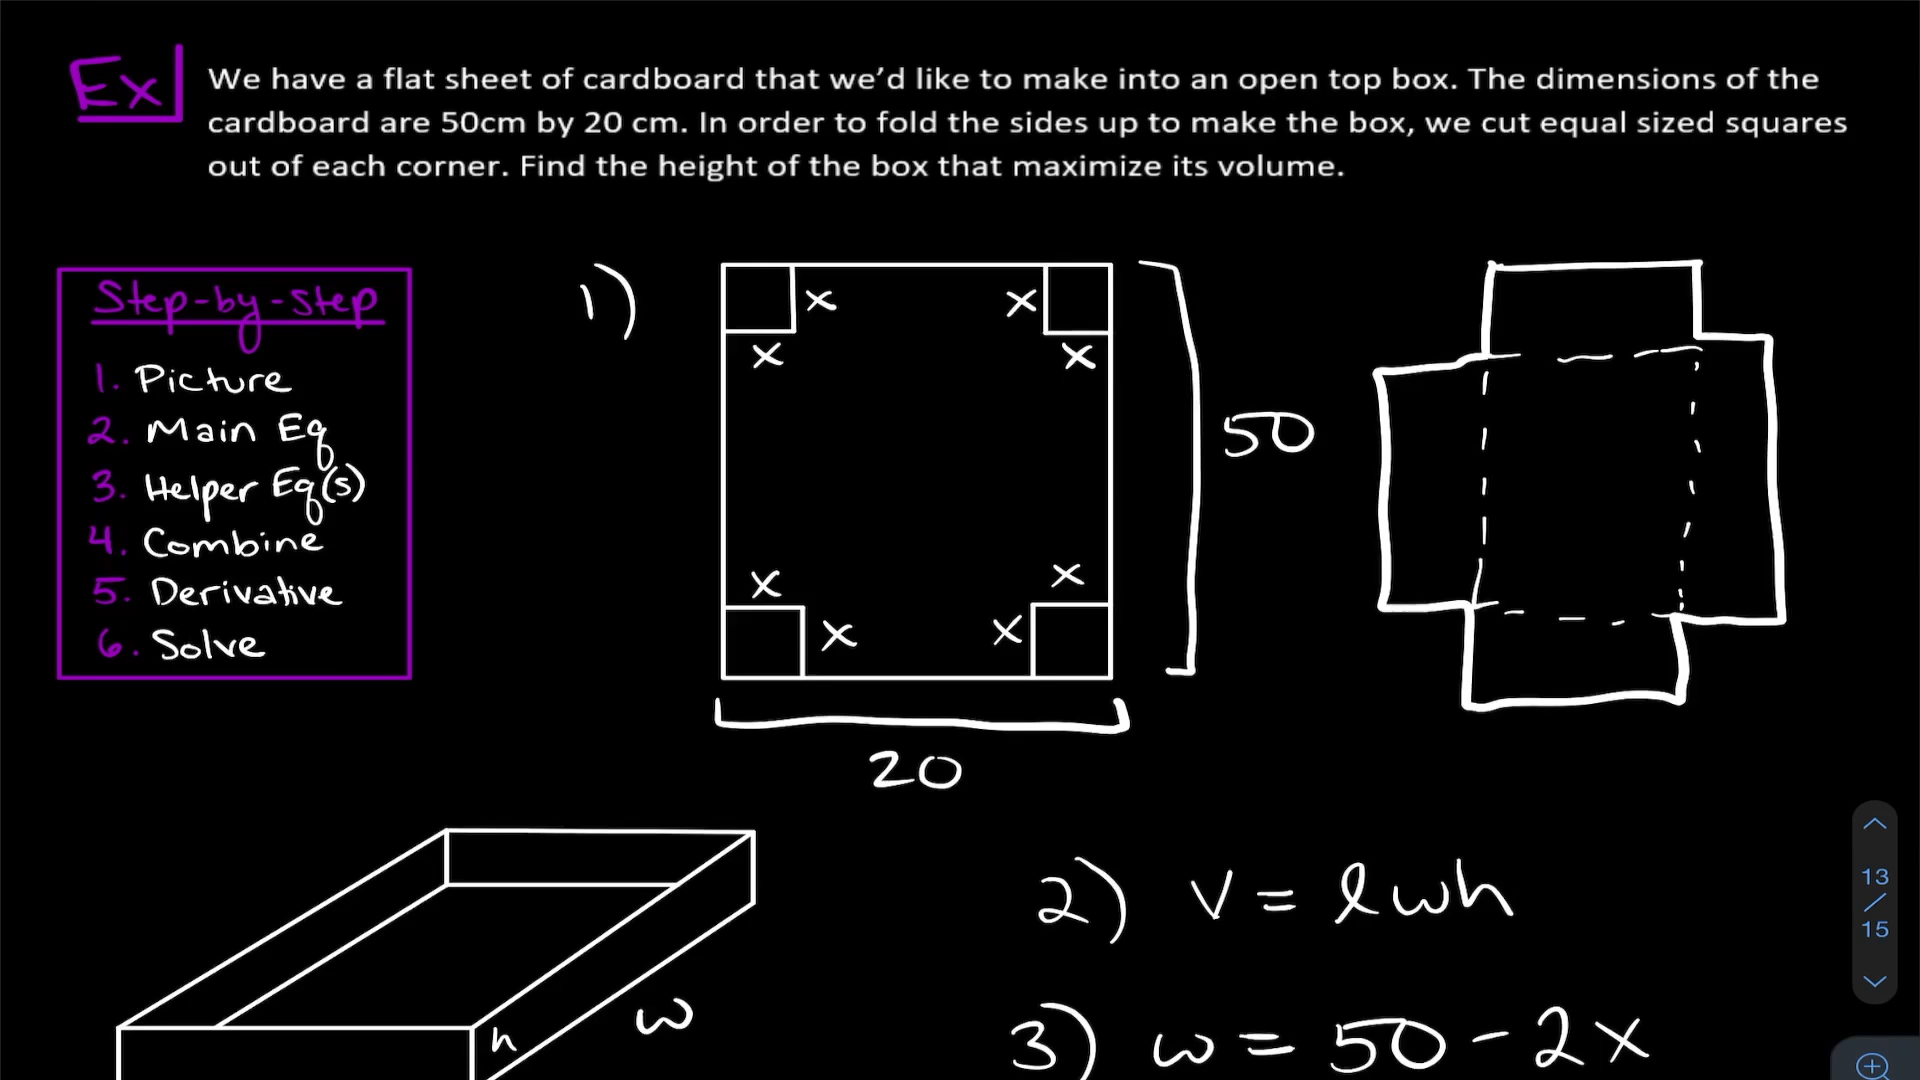 Ex
We have a flat sheet of cardboard that we’d like to make into an open top box. The dimensions of the
cardboard are 50cm by 20 cm. In order to fold the sides up to make the box, we cut equal sized squares
out of each corner. Find the height of the box that maximize its volume.
Step-by-step
1. Picture
2. Main Eq
3. Helper Eq(s)
4. Combine
5. Derivative
6. Solve
1)
x x
x x
50
x x
x x
20
2) V = lwh
13
/
15
h
w
3) w = 50 - 2x